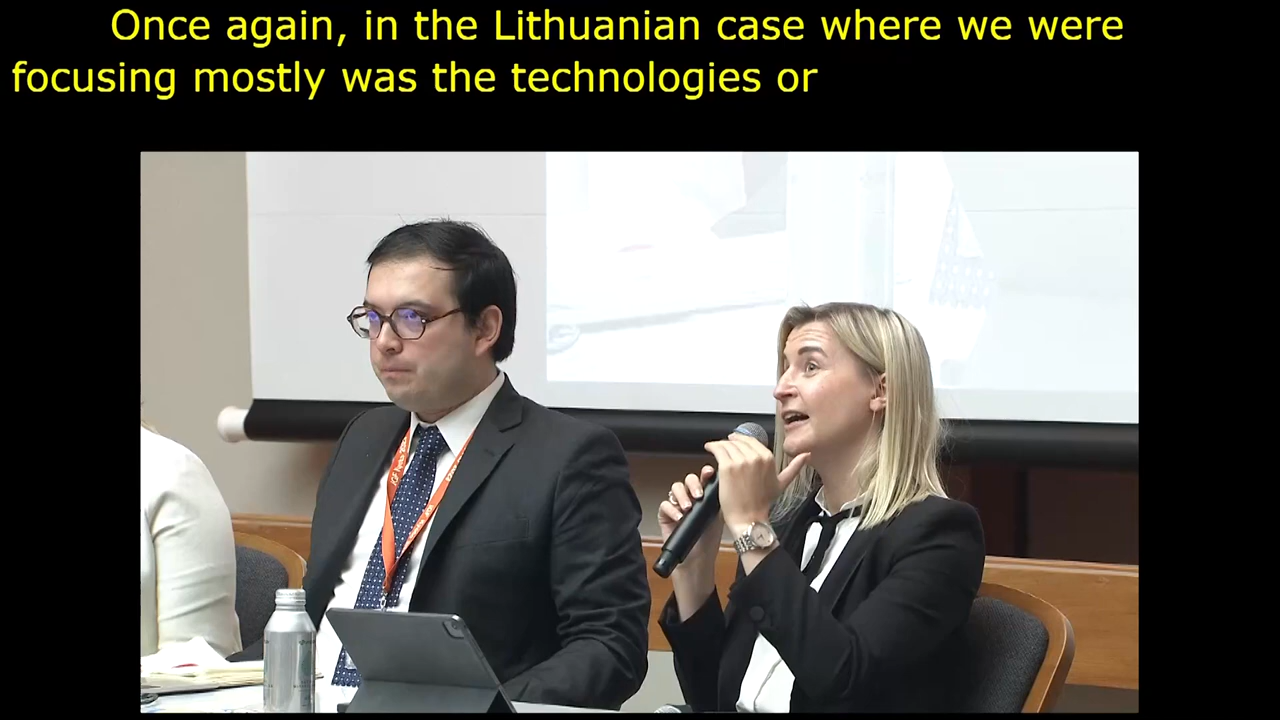 Once again, in the Lithuanian case where we were
focusing mostly was the technologies or